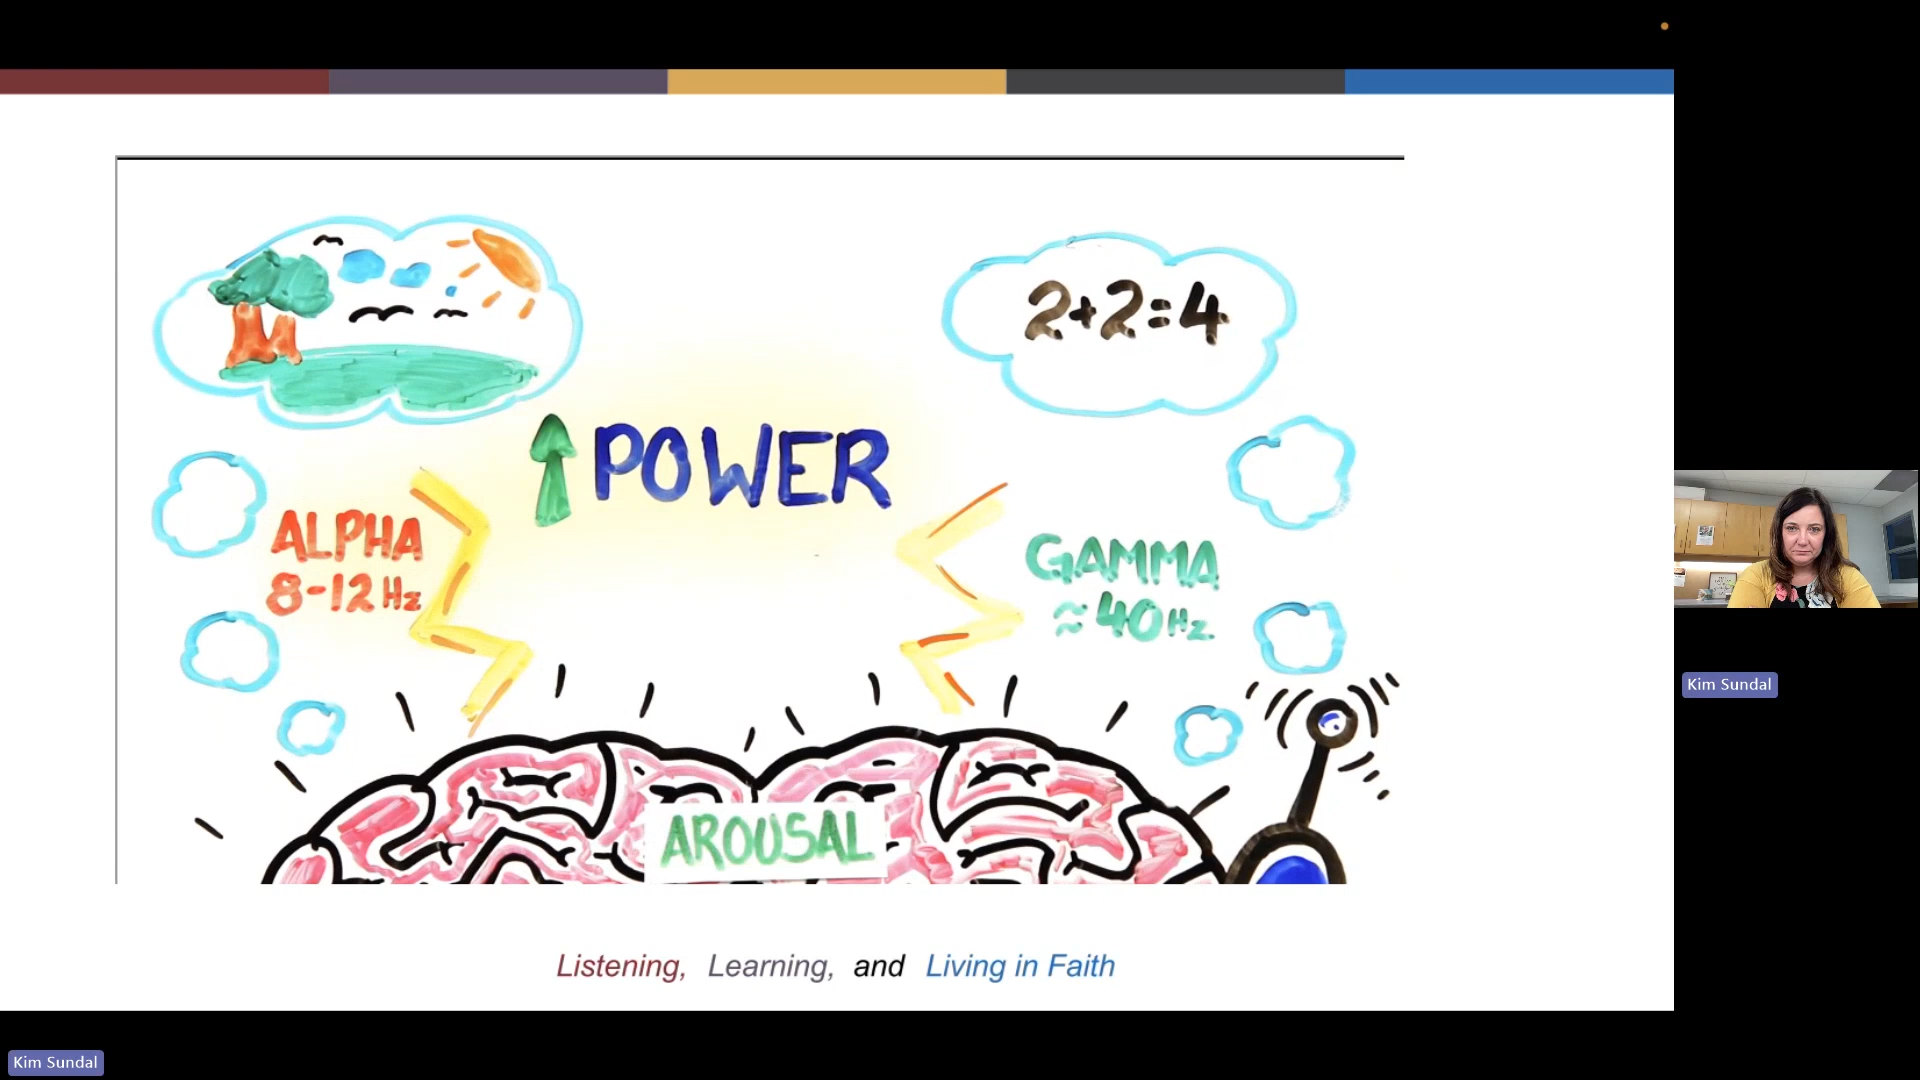 2+2=4
POWER
ALPHA
8-12 Hz
GAMMA
≈40 Hz
AROUSAL
Listening, Learning, and Living in Faith
Kim Sundal
Kim Sundal